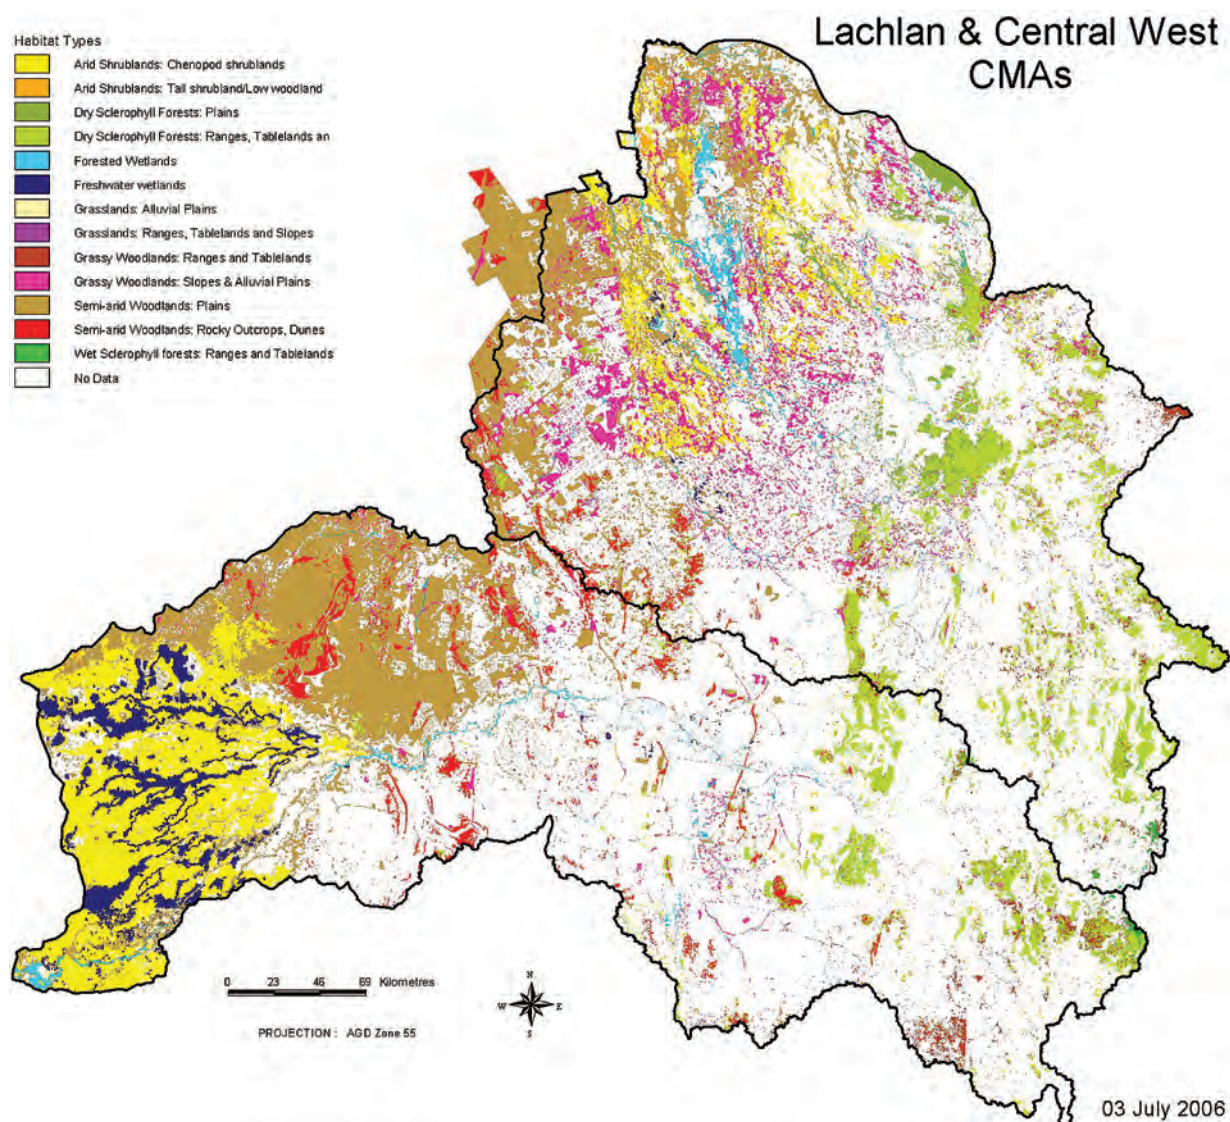 Lachlan & Central West
CMAs
Habitat Types
Arid Shrublands: Chenopod shrublands
Arid Shrublands: Tall shrubland/Low woodland
Dry Sclerophyll Forests: Plains
Dry Sclerophyll Forests: Ranges, Tablelands an
Forested Wetlands
Freshwater wetlands
Grasslands: Alluvial Plains
Grasslands: Ranges, Tablelands and Slopes
Grassy Woodlands: Ranges and Tablelands
Grassy Woodlands: Slopes & Alluvial Plains
Semi-arid Woodlands: Plains
Semi-arid Woodlands: Rocky Outcrops, Dunes
Wet Sclerophyll forests: Ranges and Tablelands
No Data
0 23 46 69 Kilometres
N
W E
S
PROJECTION : AGD Zone 55
03 July 2006